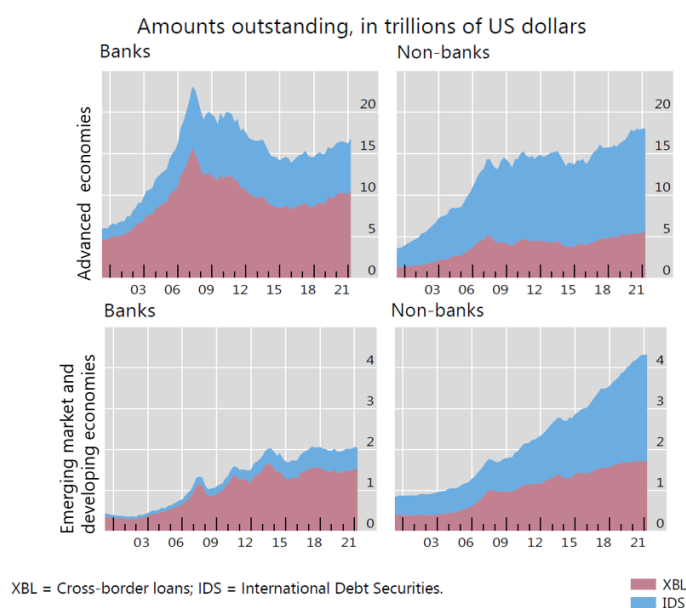 Amounts outstanding, in trillions of US dollars
Banks
Non-banks
Advanced economies
20
15
10
5
0
20
15
10
5
0
03 06 09 12 15 18 21
03 06 09 12 15 18 21
Banks
Non-banks
Emerging market and
developing economies
4
3
2
1
0
4
3
2
1
0
03 06 09 12 15 18 21
03 06 09 12 15 18 21
XBL = Cross-border loans; IDS = International Debt Securities.
XBL
IDS